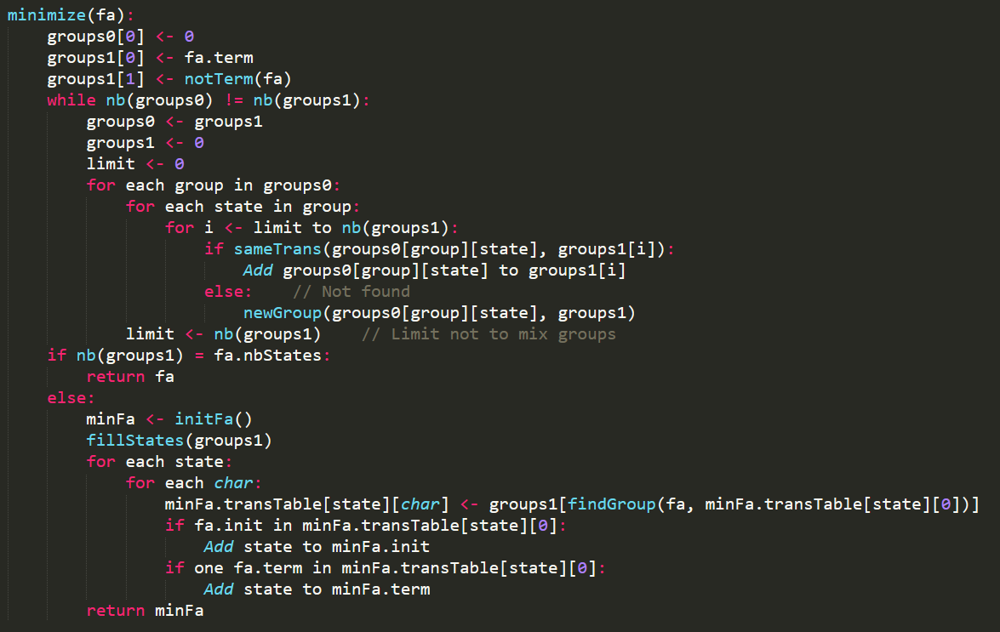 minimize(fa):
groups0[0] <- 0
groups1[0] <- fa.term
groups1[1] <- notTerm(fa)
while nb(groups0) != nb(groups1):
groups0 <- groups1
groups1 <- 0
limit <- 0
for each group in groups0:
for each state in group:
for i <- limit to nb(groups1):
if sameTrans(groups0[group][state], groups1[i]):
Add groups0[group][state] to groups1[i]
else:    // Not found
newGroup(groups0[group][state], groups1)
limit <- nb(groups1)    // Limit not to mix groups
if nb(groups1) = fa.nbStates:
return fa
else:
minFa <- initFa()
fillStates(groups1)
for each state:
for each char:
minFa.transTable[state][char] <- groups1[findGroup(fa, minFa.transTable[state][0])]
if fa.init in minFa.transTable[state][0]:
Add state to minFa.init
if one fa.term in minFa.transTable[state][0]:
Add state to minFa.term
return minFa